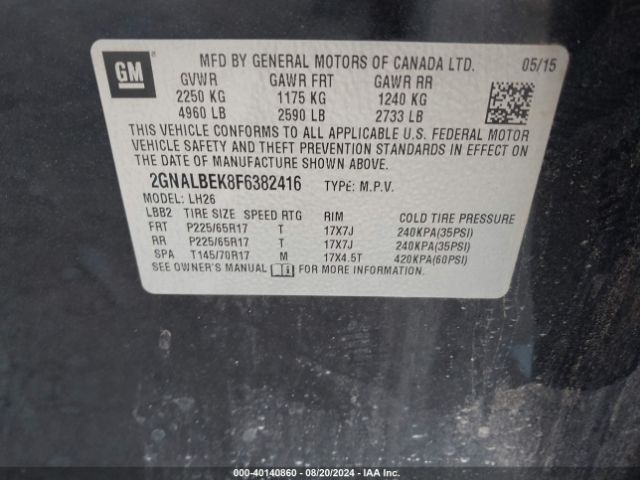 GM
MFD BY GENERAL MOTORS OF CANADA LTD. 05/15
GVWR GAWR FRT GAWR RR
2250 KG 1175 KG 1240 KG
4960 LB 2590 LB 2733 LB
THIS VEHICLE CONFORMS TO ALL APPLICABLE U.S. FEDERAL MOTOR
VEHICLE SAFETY AND THEFT PREVENTION STANDARDS IN EFFECT ON
THE DATE OF MANUFACTURE SHOWN ABOVE.
2GNALBEK8F6382416 TYPE: M.P.V.
MODEL: LH26
LBB2 TIRE SIZE SPEED RTG RIM COLD TIRE PRESSURE
FRT P225/65R17 T 17X7J 240KPA(35PSI)
RR P225/65R17 T 17X7J 240KPA(35PSI)
SPA T145/70R17 M 17X4.5T 420KPA(60PSI)
SEE OWNER'S MANUAL FOR MORE INFORMATION.
000-40140860 - 08/20/2024 - IAA Inc.